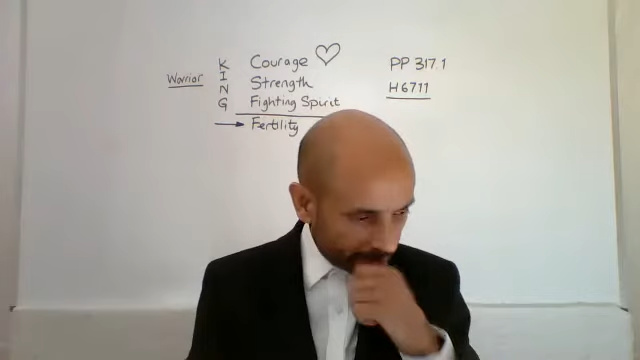 K Courage PP 317.1
I
Warrior Strength
N H 6711
G Fighting Spirit
Fertility